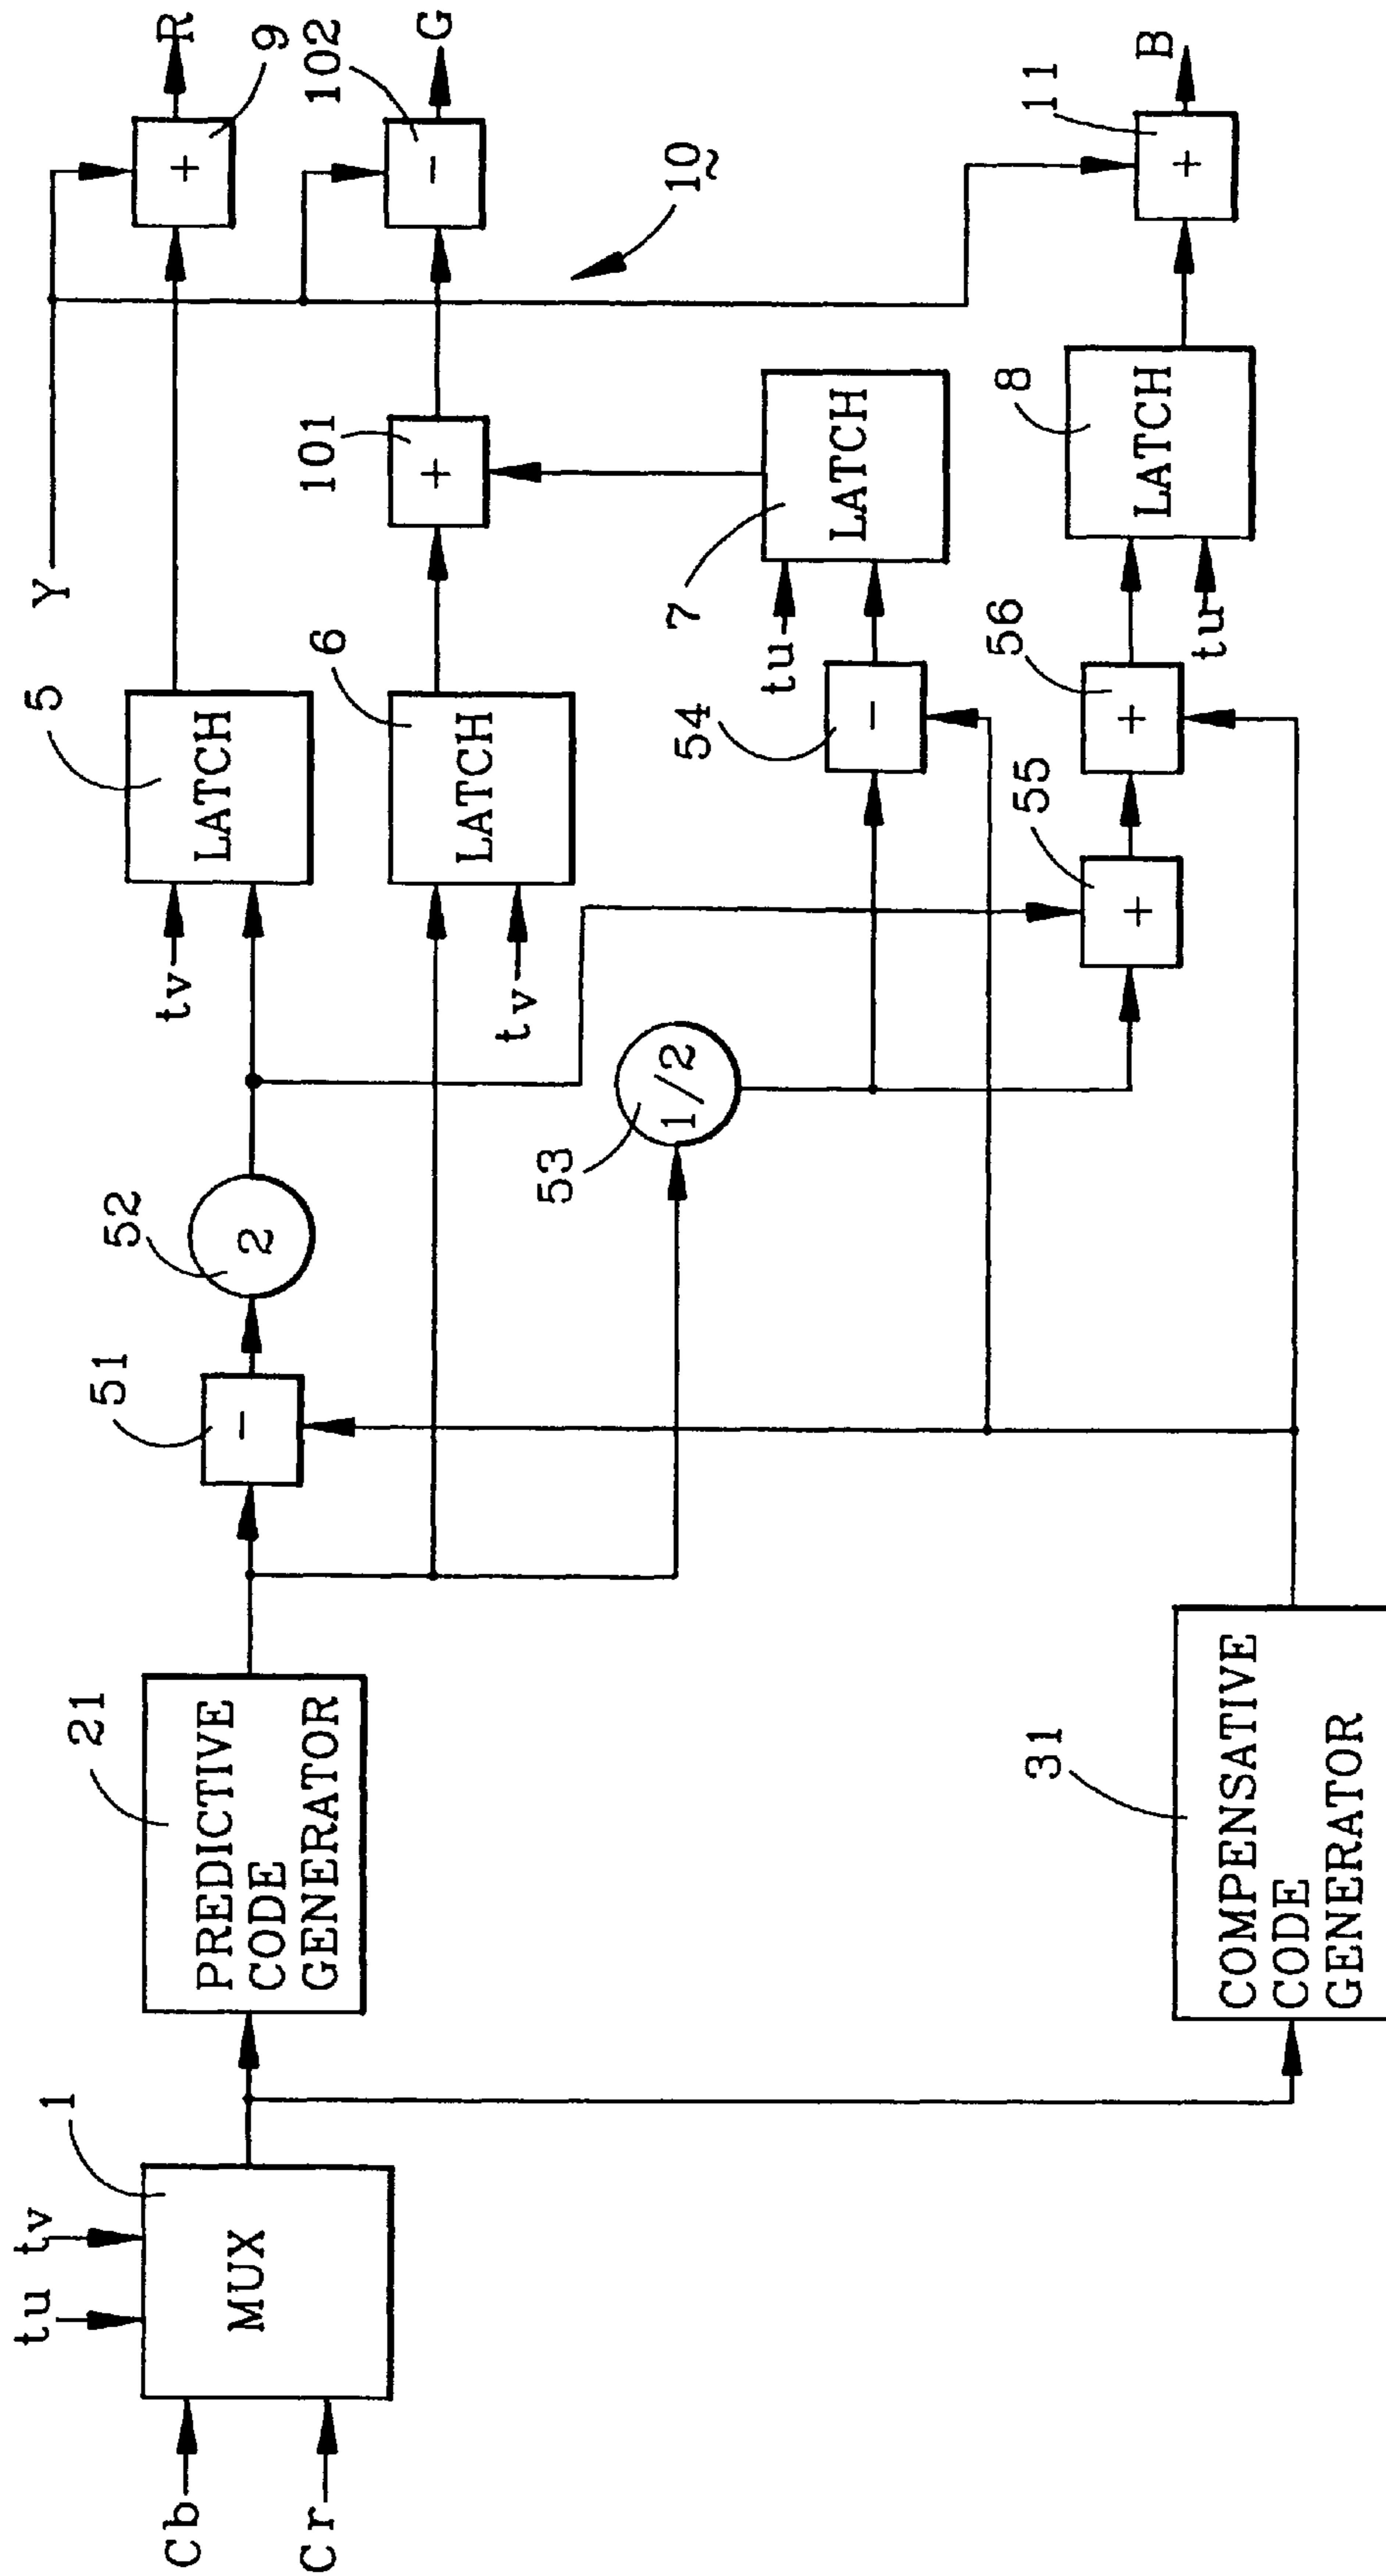 Cb
Cr
tu
tv
1
MUX
21
PREDICTIVE
CODE
GENERATOR
31
COMPENSATIVE
CODE
GENERATOR
51
-
52
2
53
1/2
tv
5
LATCH
6
LATCH
tv
54
-
55
+
56
+
Y
tu
7
LATCH
tu
8
LATCH
101
+
10
9
+
R
102
-
G
11
+
B